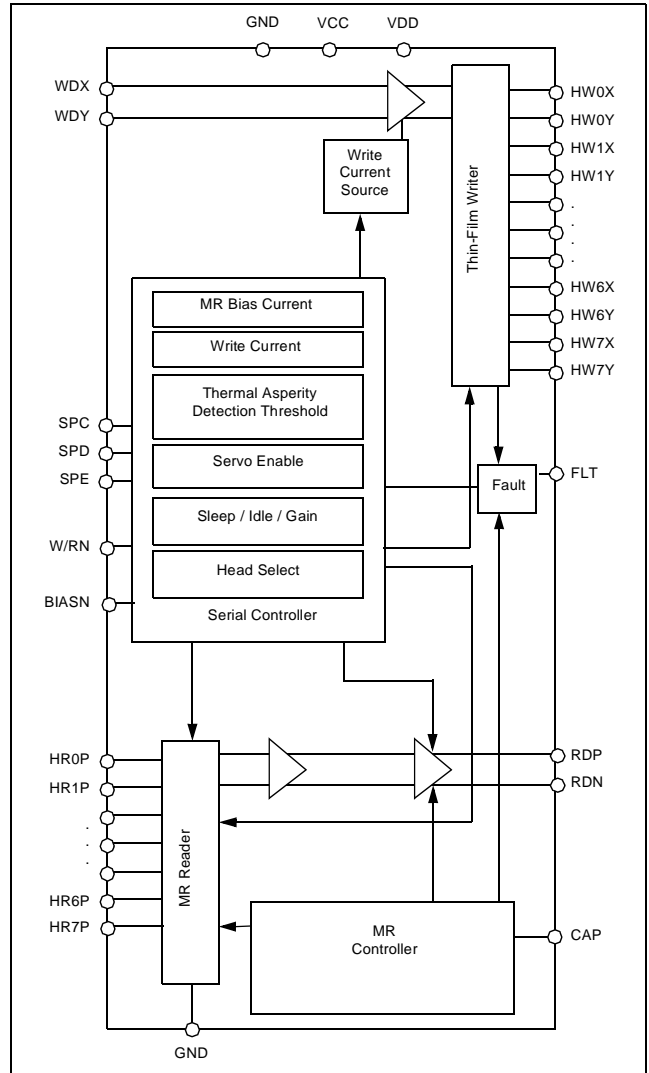 GND
VCC
VDD
WDX
WDY
HW0X
HW0Y
HW1X
HW1Y
.
.
.
.
HW6X
HW6Y
HW7X
HW7Y
Write
Current
Source
Thin-Film Writer
MR Bias Current
Write Current
Thermal Asperity
Detection Threshold
Servo Enable
Sleep / Idle / Gain
Head Select
Serial Controller
SPC
SPD
SPE
W/RN
BIASN
Fault
FLT
HR0P
HR1P
.
.
.
HR6P
HR7P
MR Reader
RDP
RDN
MR
Controller
CAP
GND